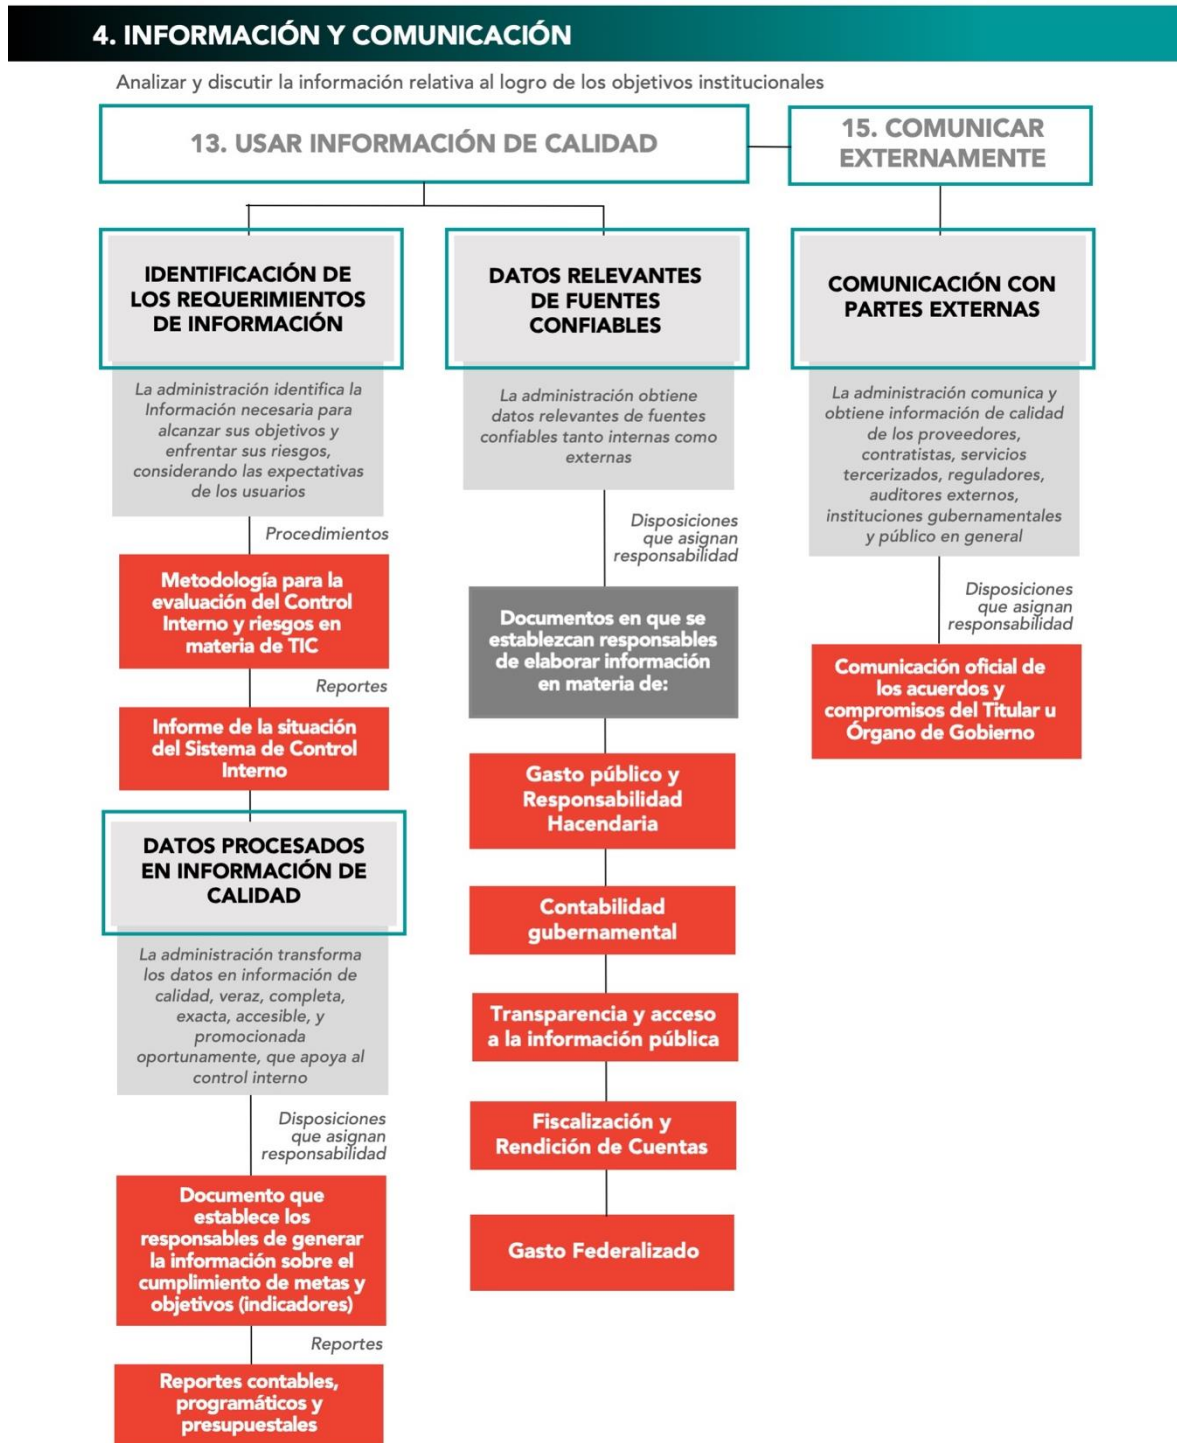 4. INFORMACIÓN Y COMUNICACIÓN
Analizar y discutir la información relativa al logro de los objetivos institucionales
13. USAR INFORMACIÓN DE CALIDAD
15. COMUNICAR
EXTERNAMENTE
IDENTIFICACIÓN DE
LOS REQUERIMIENTOS
DE INFORMACIÓN
La administración identifica la
Información necesaria para
alcanzar sus objetivos y
enfrentar sus riesgos,
considerando las expectativas
de los usuarios
Procedimientos
Metodología para la
evaluación del Control
Interno y riesgos en
materia de TIC
Reportes
Informe de la situación
del Sistema de Control
Interno
DATOS PROCESADOS
EN INFORMACIÓN DE
CALIDAD
La administración transforma
los datos en información de
calidad, veraz, completa,
exacta, accesible, y
promocionada
oportunamente, que apoya al
control interno
Disposiciones
que asignan
responsabilidad
Documento que
establece los
responsables de generar
la información sobre el
cumplimiento de metas y
objetivos (indicadores)
Reportes
Reportes contables,
programáticos y
presupuestales
DATOS RELEVANTES
DE FUENTES
CONFIABLES
La administración obtiene
datos relevantes de fuentes
confiables tanto internas como
externas
Disposiciones
que asignan
responsabilidad
Documentos en que se
establezcan responsables
de elaborar información
en materia de:
Gasto público y
Responsabilidad
Hacendaria
Contabilidad
gubernamental
Transparencia y acceso
a la información pública
Fiscalización y
Rendición de Cuentas
Gasto Federalizado
COMUNICACIÓN CON
PARTES EXTERNAS
La administración comunica y
obtiene información de calidad
de los proveedores,
contratistas, servicios
tercerizados, reguladores,
auditores externos,
instituciones gubernamentales
y público en general
Disposiciones
que asignan
responsabilidad
Comunicación oficial de
los acuerdos y
compromisos del Titular u
Órgano de Gobierno